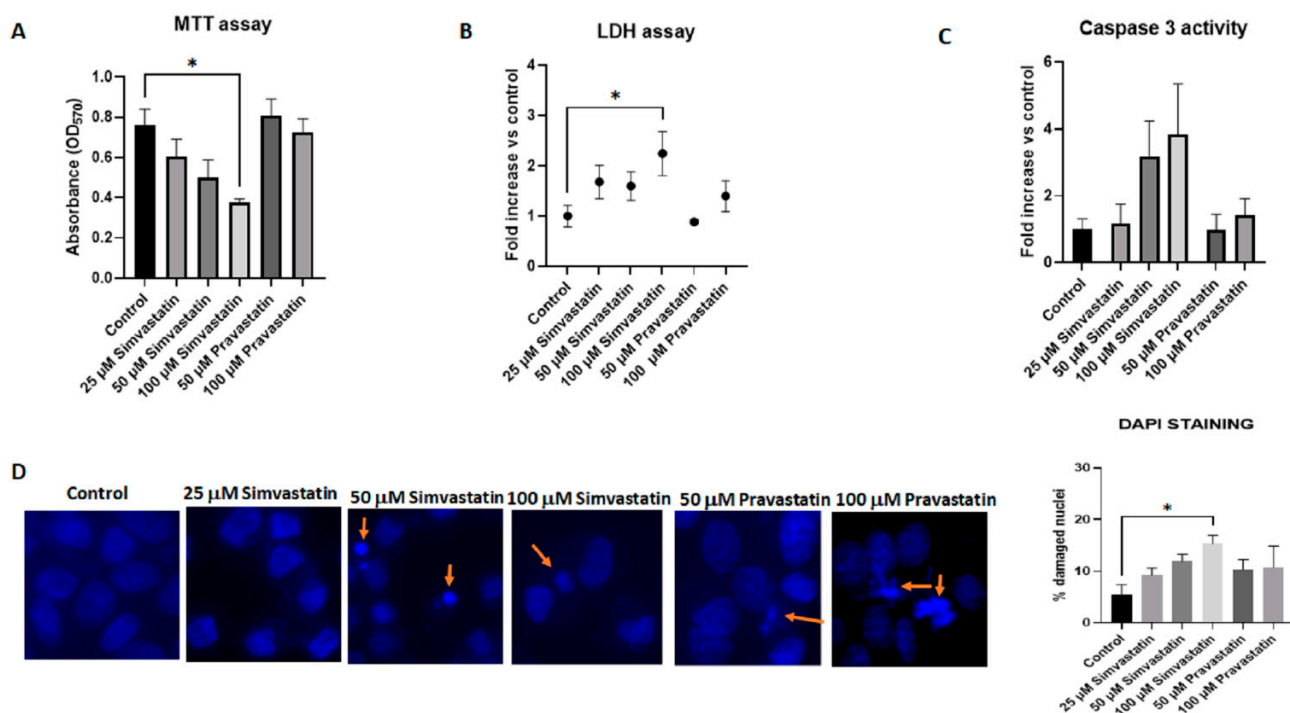 A
MTT assay
*
Absorbance (OD570)
1.0
0.8
0.6
0.4
0.2
0.0
Control
25 µM Simvastatin
50 µM Simvastatin
100 µM Simvastatin
50 µM Pravastatin
100 µM Pravastatin
B
LDH assay
*
Fold increase vs control
4
3
2
1
0
Control
25 µM Simvastatin
50 µM Simvastatin
100 µM Simvastatin
50 µM Pravastatin
100 µM Pravastatin
C
Caspase 3 activity
Fold increase vs control
6
4
2
0
Control
25 µM Simvastatin
50 µM Simvastatin
100 µM Simvastatin
50 µM Pravastatin
100 µM Pravastatin
D
Control
25 µM Simvastatin
50 µM Simvastatin
100 µM Simvastatin
50 µM Pravastatin
100 µM Pravastatin
DAPI STAINING
*
% damaged nuclei
30
20
10
0
Control
25 µM Simvastatin
50 µM Simvastatin
100 µM Simvastatin
50 µM Pravastatin
100 µM Pravastatin